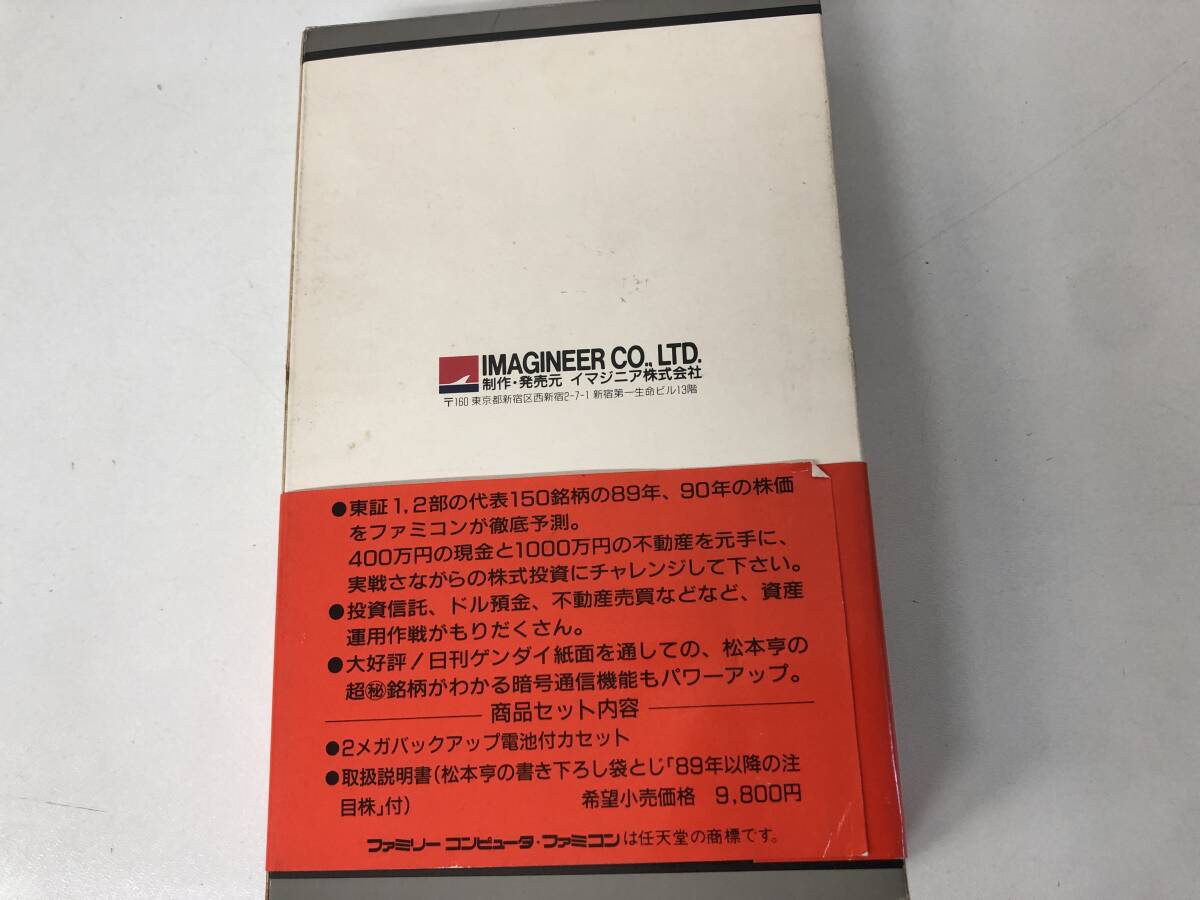 IMAGINEER CO., LTD.
制作・発売元 イマジニア株式会社
〒160 東京都新宿区西新宿2-7-1 新宿第一生命ビル13階
●東証1,2部の代表150銘柄の89年、90年の株価
をファミコンが徹底予測。
400万円の現金と1000万円の不動産を元手に、
実戦さながらの株式投資にチャレンジして下さい。
●投資信託、ドル預金、不動産売買などなど、資産
運用作戦がもりだくさん。
●大好評！日刊ゲンダイ紙面を通しての、松本亨の
超㊙銘柄がわかる暗号通信機能もパワーアップ。
商品セット内容
●2メガバックアップ電池付カセット
●取扱説明書(松本亨の書き下ろし袋とじ「89年以降の注
目株」付) 希望小売価格 9,800円
ファミリーコンピュータ・ファミコンは任天堂の商標です。